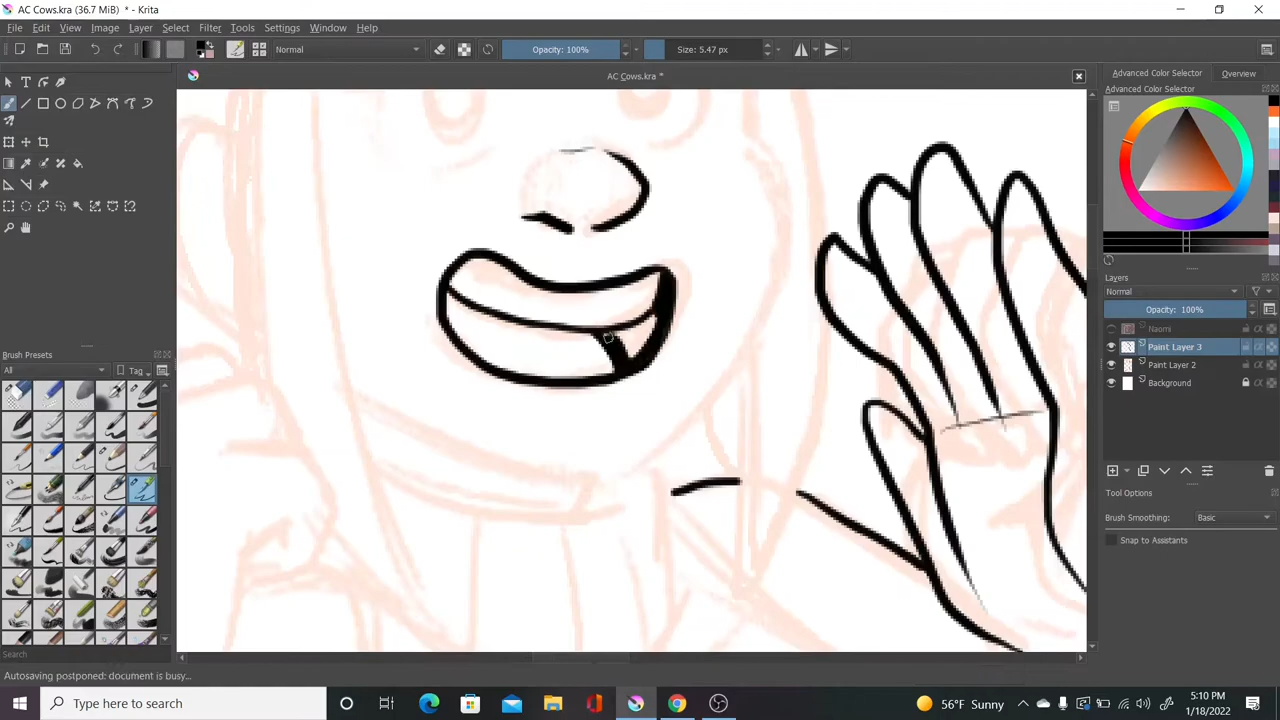 AC Cows.kra (36.7 MiB) * - Krita
File Edit View Image Layer Select Filter Tools Settings Window Help
Normal
Opacity: 100%
Size: 5.47 px
AC Cows.kra *
Advanced Color Selector
Overview
Advanced Color Selector
Layers
Normal
Opacity: 100%
Naomi
Paint Layer 3
Paint Layer 2
Background
Tool Options
Brush Smoothing: Basic
Snap to Assistants
Brush Presets
All
Tag
Search
Autosaving postponed: document is busy...
Type here to search
56°F Sunny
5:10 PM
1/18/2022